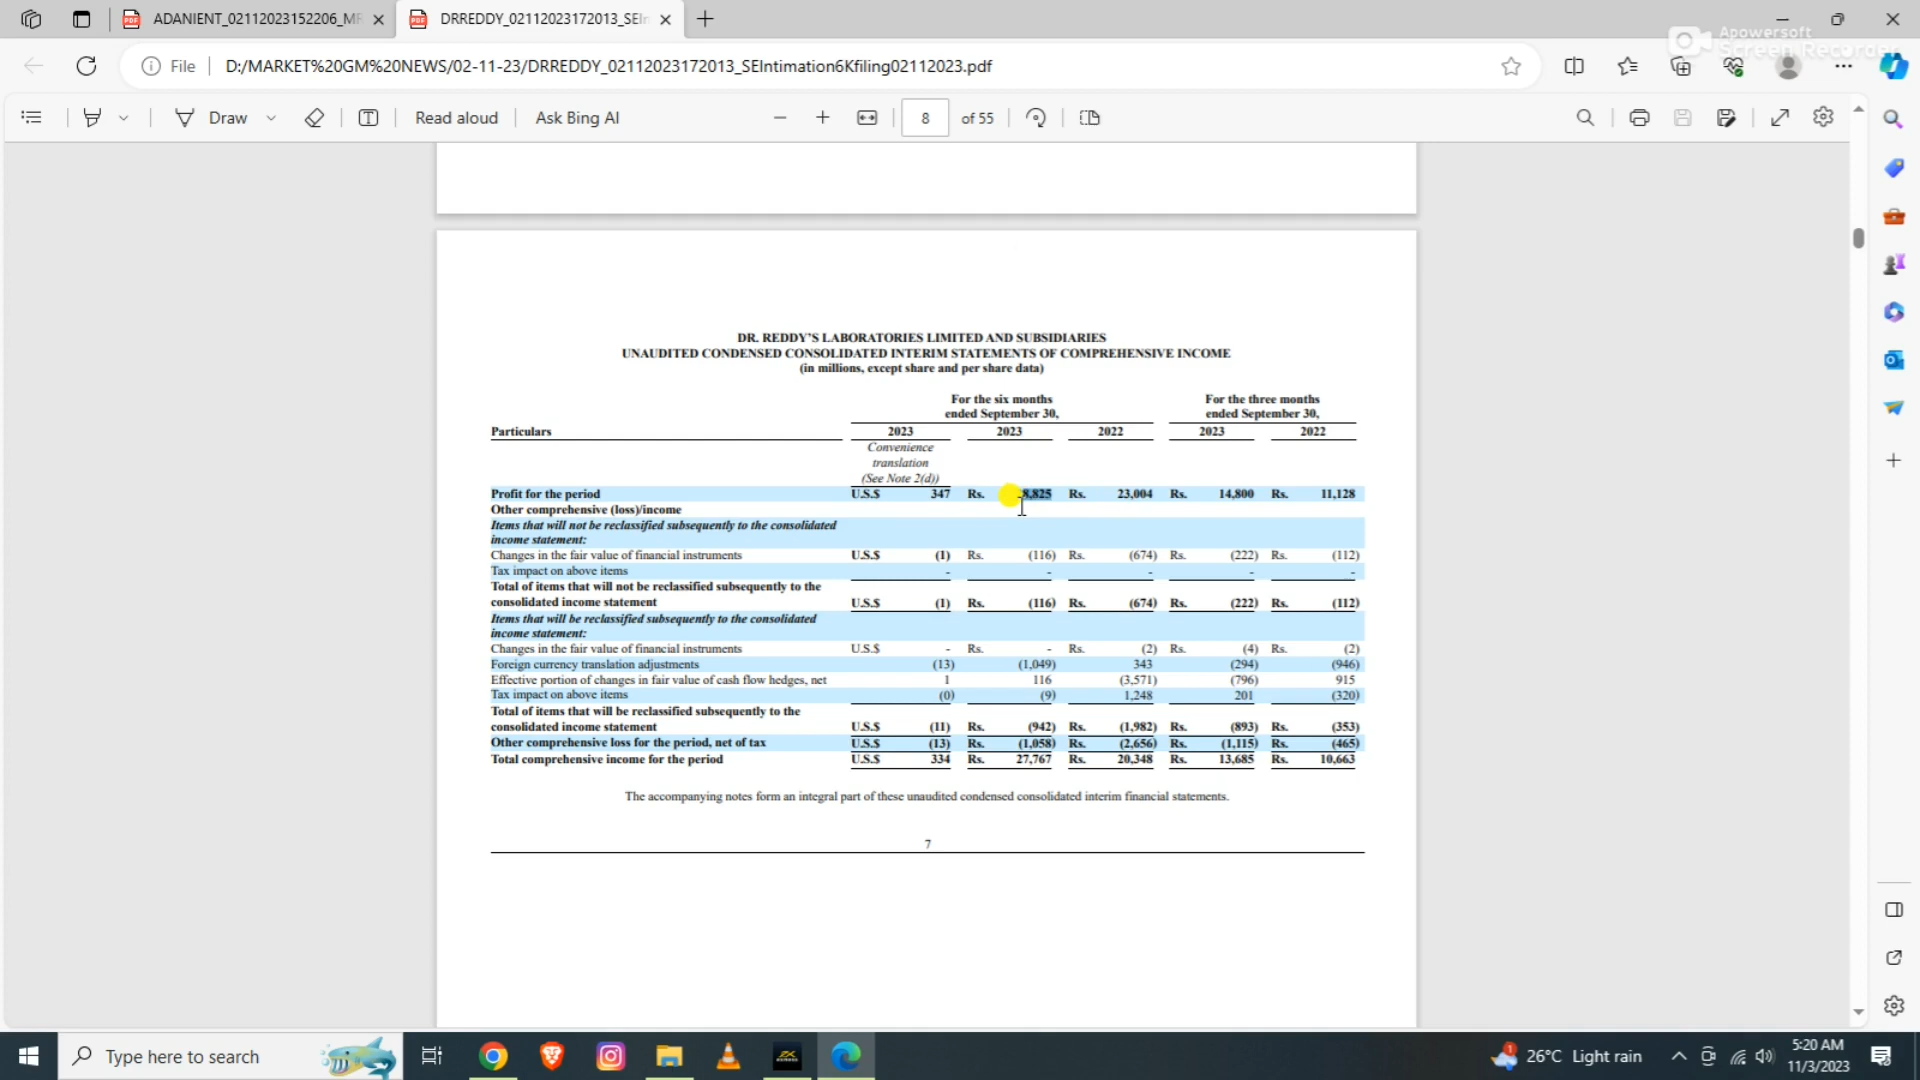 ADANIENT_02112023152206_MF
DRREDDY_02112023172013_SEIn
Apowersoft
Screen Recorder
File D:/MARKET%20GM%20NEWS/02-11-23/DRREDDY_02112023172013_SEIntimation6Kfiling02112023.pdf
Draw Read aloud Ask Bing AI 8 of 55
DR. REDDY'S LABORATORIES LIMITED AND SUBSIDIARIES
UNAUDITED CONDENSED CONSOLIDATED INTERIM STATEMENTS OF COMPREHENSIVE INCOME
(in millions, except share and per share data)
For the six months For the three months
ended September 30, ended September 30,
Particulars 2023 2023 2022 2023 2022
Convenience
translation
(See Note 2(d))
Profit for the period U.S.$ 347 Rs. 8,825 Rs. 23,004 Rs. 14,800 Rs. 11,128
Other comprehensive (loss)/income
Items that will not be reclassified subsequently to the consolidated
income statement:
Changes in the fair value of financial instruments U.S.$ (1) Rs. (116) Rs. (674) Rs. (222) Rs. (112)
Tax impact on above items - - - - -
Total of items that will not be reclassified subsequently to the
consolidated income statement U.S.$ (1) Rs. (116) Rs. (674) Rs. (222) Rs. (112)
Items that will be reclassified subsequently to the consolidated
income statement:
Changes in the fair value of financial instruments U.S.$ - Rs. - Rs. (2) Rs. (4) Rs. (2)
Foreign currency translation adjustments (13) (1,049) 343 (294) (946)
Effective portion of changes in fair value of cash flow hedges, net 1 116 (3,571) (796) 915
Tax impact on above items (0) (9) 1,248 201 (320)
Total of items that will be reclassified subsequently to the
consolidated income statement U.S.$ (11) Rs. (942) Rs. (1,982) Rs. (893) Rs. (353)
Other comprehensive loss for the period, net of tax U.S.$ (13) Rs. (1,058) Rs. (2,656) Rs. (1,115) Rs. (465)
Total comprehensive income for the period U.S.$ 334 Rs. 27,767 Rs. 20,348 Rs. 13,685 Rs. 10,663
The accompanying notes form an integral part of these unaudited condensed consolidated interim financial statements.
7
Type here to search
26°C Light rain
5:20 AM
11/3/2023